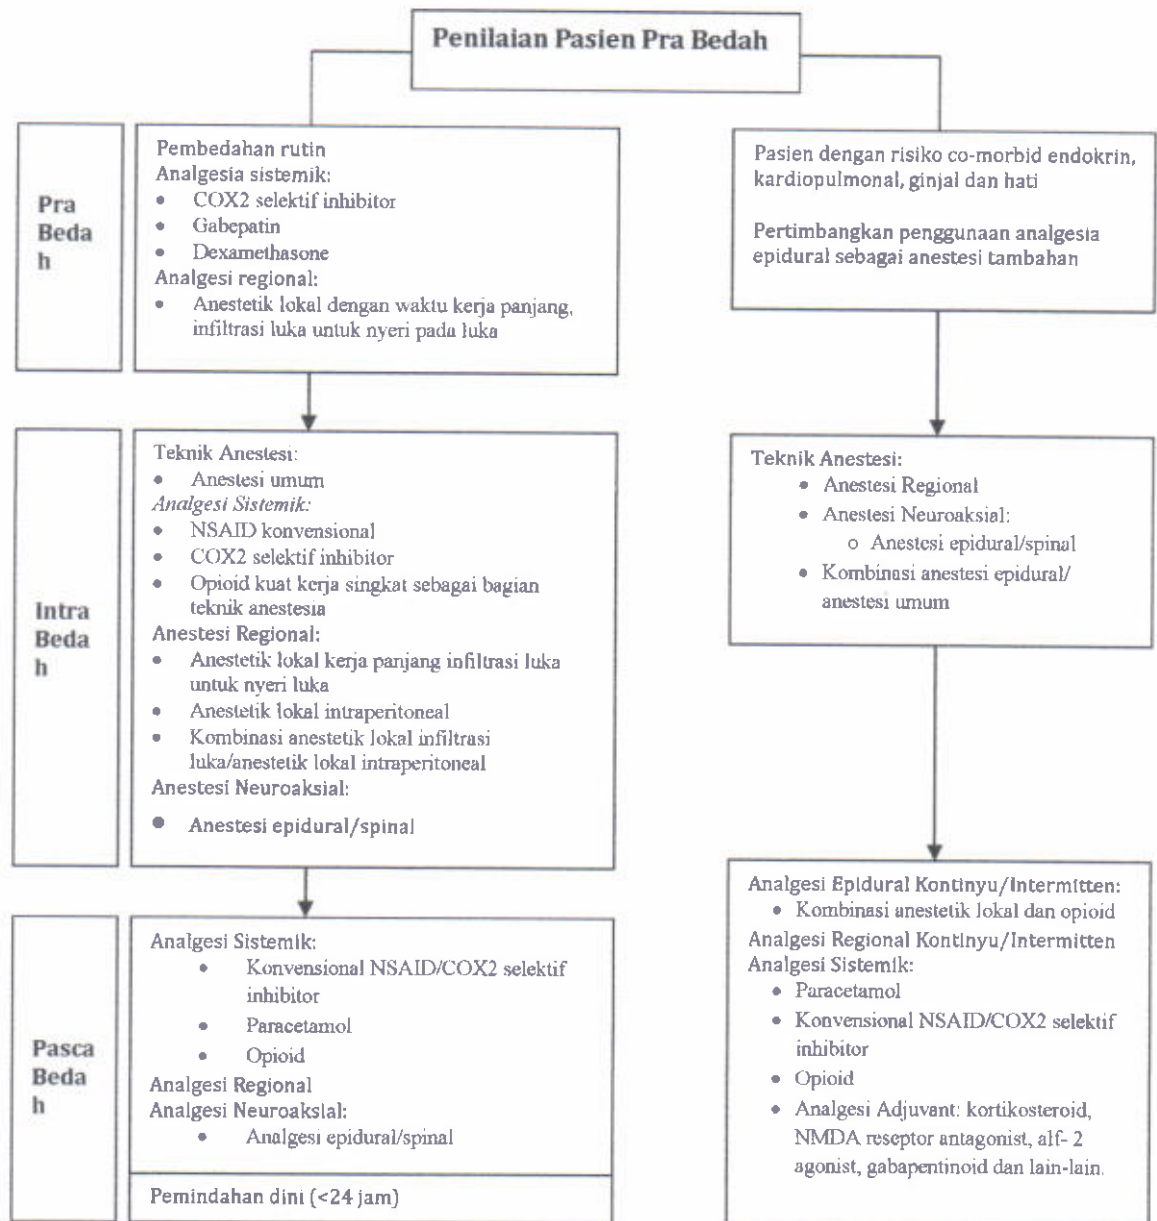 Penilaian Pasien Pra Bedah
Pra
Beda
h
Pembedahan rutin
Analgesia sistemik:
• COX2 selektif inhibitor
• Gabepatin
• Dexamethasone
Analgesi regional:
• Anestetik lokal dengan waktu kerja panjang,
infiltrasi luka untuk nyeri pada luka
Pasien dengan risiko co-morbid endokrin,
kardiopulmonal, ginjal dan hati
Pertimbangkan penggunaan analgesia
epidural sebagai anestesi tambahan
Intra
Beda
h
Teknik Anestesi:
• Anestesi umum
Analgesi Sistemik:
• NSAID konvensional
• COX2 selektif inhibitor
• Opioid kuat kerja singkat sebagai bagian
teknik anestesia
Anestesi Regional:
• Anestetik lokal kerja panjang infiltrasi luka
untuk nyeri luka
• Anestetik lokal intraperitoneal
• Kombinasi anestetik lokal infiltrasi
luka/anestetik lokal intraperitoneal
Anestesi Neuroaksial:
• Anestesi epidural/spinal
Teknik Anestesi:
• Anestesi Regional
• Anestesi Neuroaksial:
o Anestesi epidural/spinal
• Kombinasi anestesi epidural/
anestesi umum
Pasca
Beda
h
Analgesi Sistemik:
• Konvensional NSAID/COX2 selektif
inhibitor
• Paracetamol
• Opioid
Analgesi Regional
Analgesi Neuroaksial:
• Analgesi epidural/spinal
Pemindahan dini (<24 jam)
Analgesi Epidural Kontinyu/Intermitten:
• Kombinasi anestetik lokal dan opioid
Analgesi Regional Kontinyu/Intermitten
Analgesi Sistemik:
• Paracetamol
• Konvensional NSAID/COX2 selektif
inhibitor
• Opioid
• Analgesi Adjuvant: kortikosteroid,
NMDA reseptor antagonist, alf- 2
agonist, gabapentinoid dan lain-lain.